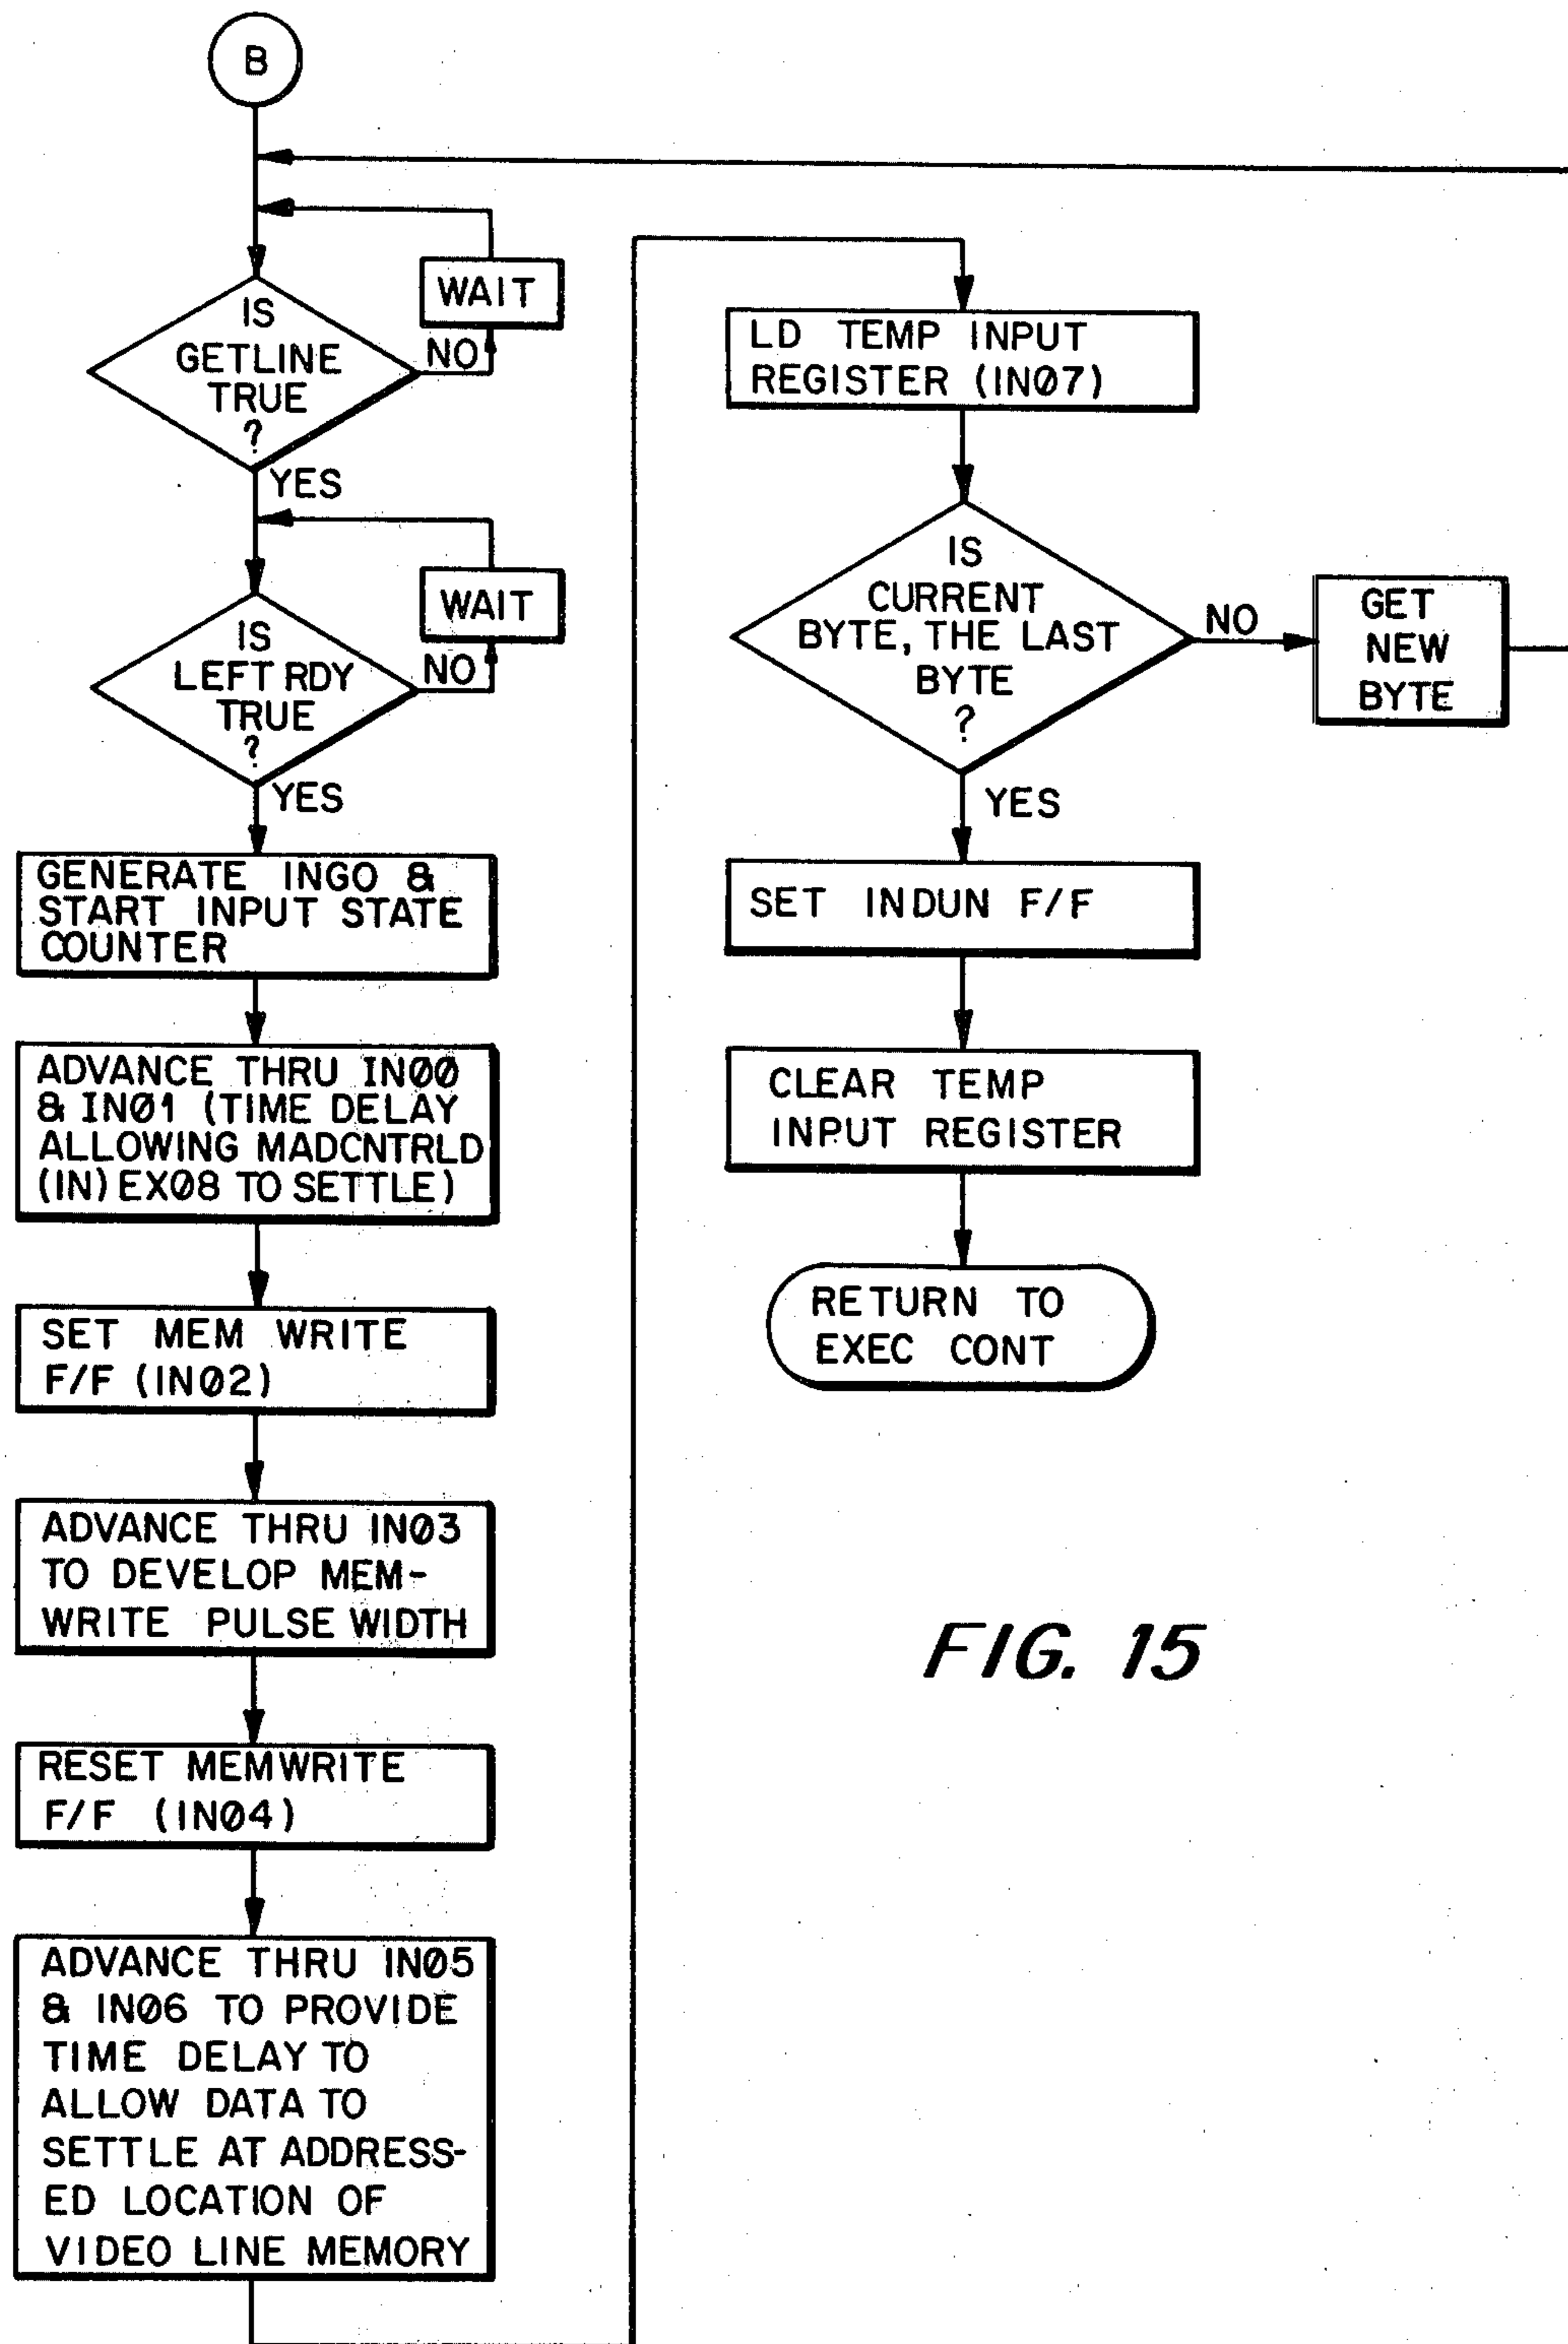 B
IS
GETLINE
TRUE
?
NO
WAIT
YES
IS
LEFT RDY
TRUE
?
NO
WAIT
YES
GENERATE INGO &
START INPUT STATE
COUNTER
ADVANCE THRU INØØ
& INØ1 (TIME DELAY
ALLOWING MADCNTRLD
(IN) EXØ8 TO SETTLE)
SET MEM WRITE
F/F (INØ2)
ADVANCE THRU INØ3
TO DEVELOP MEM-
WRITE PULSE WIDTH
RESET MEMWRITE
F/F (INØ4)
ADVANCE THRU INØ5
& INØ6 TO PROVIDE
TIME DELAY TO
ALLOW DATA TO
SETTLE AT ADDRESS-
ED LOCATION OF
VIDEO LINE MEMORY
LD TEMP INPUT
REGISTER (INØ7)
IS
CURRENT
BYTE, THE LAST
BYTE
?
NO
GET
NEW
BYTE
YES
SET INDUN F/F
CLEAR TEMP
INPUT REGISTER
RETURN TO
EXEC CONT
FIG. 15